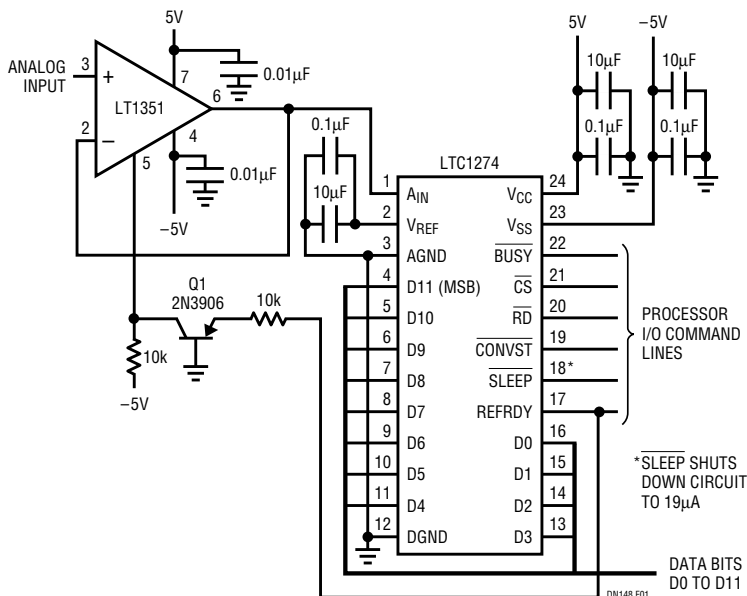 5V
5V
–5V
ANALOG
INPUT
3
+
7
0.01µF
10µF
10µF
LT1351
6
2
–
4
0.1µF
0.1µF
0.1µF
5
0.01µF
LTC1274
–5V
10µF
1
AIN
VCC
24
2
VREF
VSS
23
3
AGND
BUSY
22
4
D11 (MSB)
CS
21
5
D10
RD
20
6
D9
CONVST
19
7
D8
SLEEP
18*
8
D7
REFRDY
17
9
D6
D0
16
10
D5
D1
15
11
D4
D2
14
12
DGND
D3
13
Q1
2N3906
10k
10k
–5V
PROCESSOR
I/O COMMAND
LINES
*SLEEP SHUTS
DOWN CIRCUIT
TO 19µA
DATA BITS
D0 TO D11
DN148 F01